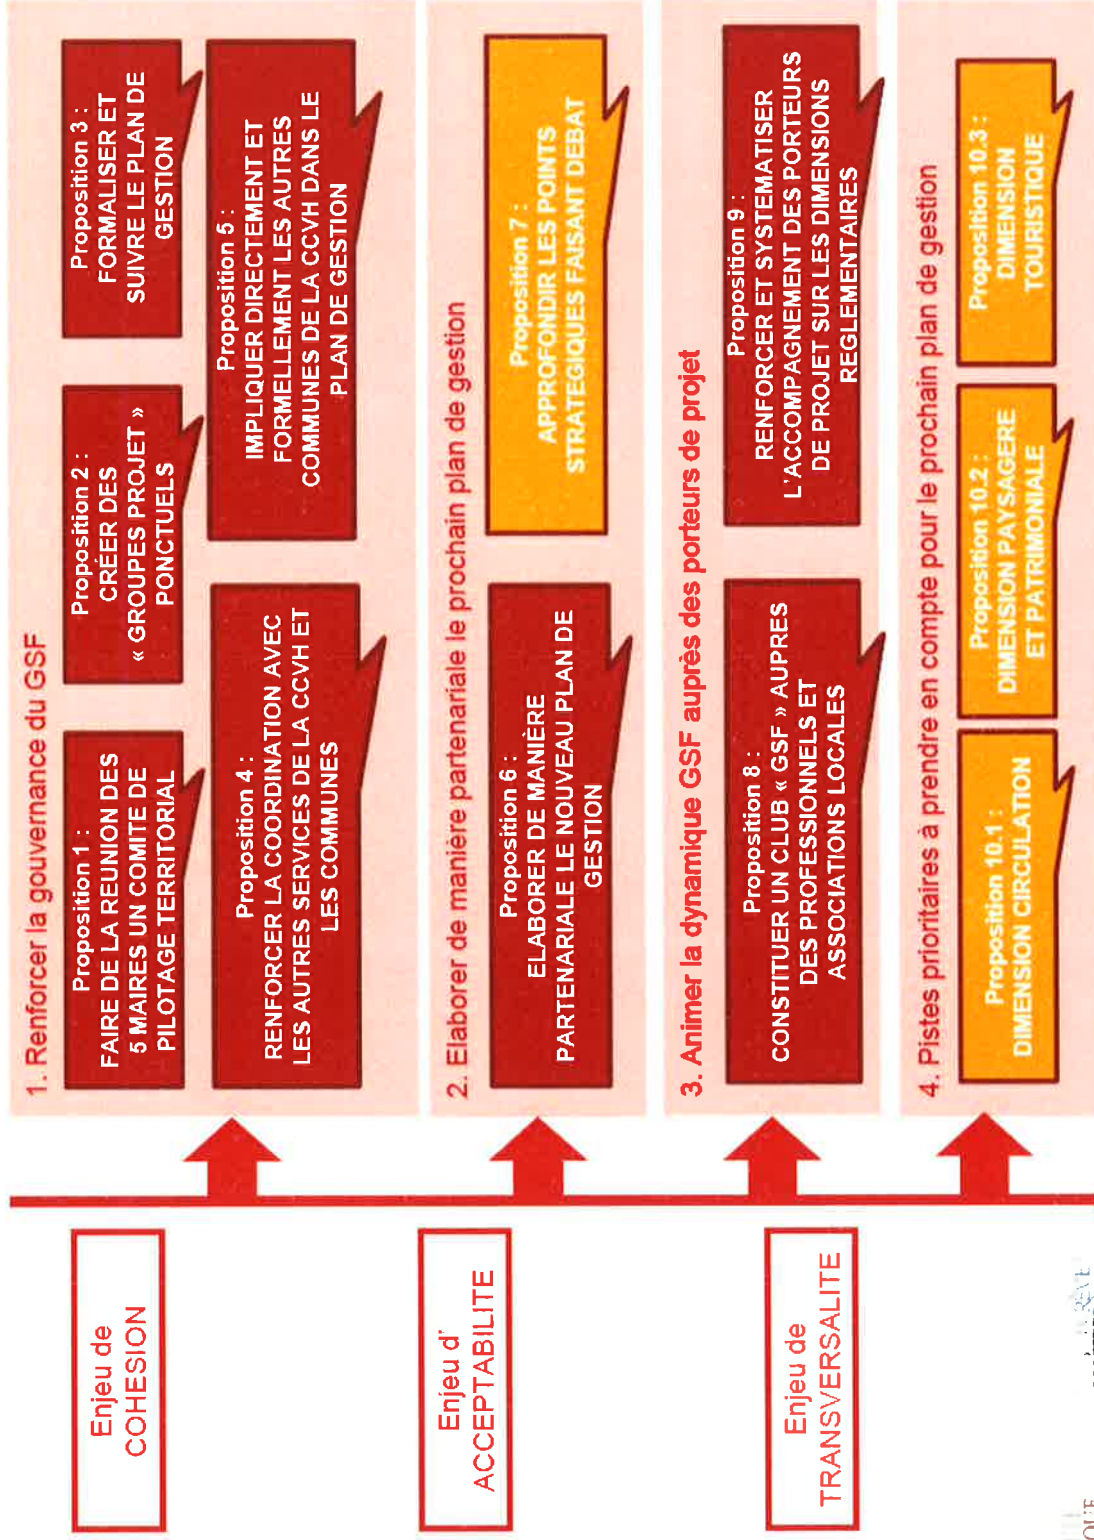 Enjeu de
COHESION
Enjeu d'
ACCEPTABILITE
Enjeu de
TRANSVERSALITE
1. Renforcer la gouvernance du GSF
Proposition 1 :
FAIRE DE LA REUNION DES
5 MAIRES UN COMITE DE
PILOTAGE TERRITORIAL
Proposition 2 :
CRÉER DES
« GROUPES PROJET »
PONCTUELS
Proposition 3 :
FORMALISER ET
SUIVRE LE PLAN DE
GESTION
Proposition 4 :
RENFORCER LA COORDINATION AVEC
LES AUTRES SERVICES DE LA CCVH ET
LES COMMUNES
Proposition 5 :
IMPLIQUER DIRECTEMENT ET
FORMELLEMENT LES AUTRES
COMMUNES DE LA CCVH DANS LE
PLAN DE GESTION
2. Elaborer de manière partenariale le prochain plan de gestion
Proposition 6 :
ELABORER DE MANIÈRE
PARTENARIALE LE NOUVEAU PLAN DE
GESTION
Proposition 7 :
APPROFONDIR LES POINTS
STRATEGIQUES FAISANT DEBAT
3. Animer la dynamique GSF auprès des porteurs de projet
Proposition 8 :
CONSTITUER UN CLUB « GSF » AUPRES
DES PROFESSIONNELS ET
ASSOCIATIONS LOCALES
Proposition 9 :
RENFORCER ET SYSTEMATISER
L'ACCOMPAGNEMENT DES PORTEURS
DE PROJET SUR LES DIMENSIONS
REGLEMENTAIRES
4. Pistes prioritaires à prendre en compte pour le prochain plan de gestion
Proposition 10.1 :
DIMENSION CIRCULATION
Proposition 10.2 :
DIMENSION PAYSAGERE
ET PATRIMONIALE
Proposition 10.3 :
DIMENSION
TOURISTIQUE